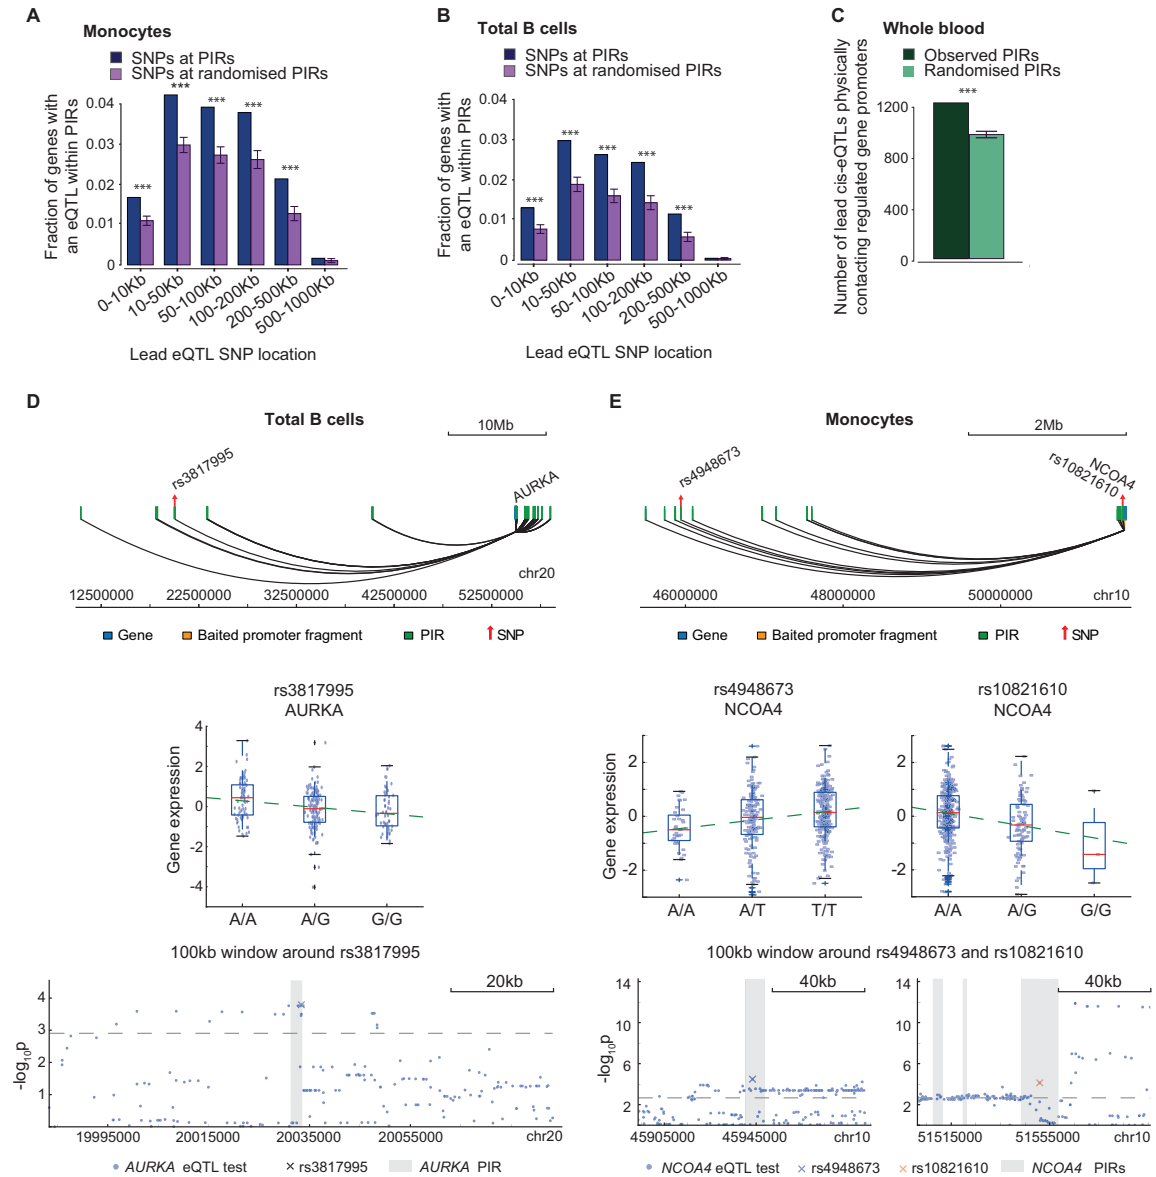 A
Monocytes
SNPs at PIRs
SNPs at randomised PIRs
Fraction of genes with
an eQTL within PIRs
0.04
0.03
0.02
0.01
0
***
***
***
***
***
0-10Kb
10-50Kb
50-100Kb
100-200Kb
200-500Kb
500-1000Kb
Lead eQTL SNP location
B
Total B cells
SNPs at PIRs
SNPs at randomised PIRs
Fraction of genes with
an eQTL within PIRs
0.04
0.03
0.02
0.01
0
***
***
***
***
***
0-10Kb
10-50Kb
50-100Kb
100-200Kb
200-500Kb
500-1000Kb
Lead eQTL SNP location
C
Whole blood
Observed PIRs
Randomised PIRs
Number of lead cis-eQTLs physically
contacting regulated gene promoters
1200
800
400
0
***
D
Total B cells
10Mb
rs3817995
AURKA
chr20
12500000 22500000 32500000 42500000 52500000
Gene Baited promoter fragment PIR SNP
rs3817995
AURKA
Gene expression
4
2
0
-2
-4
A/A A/G G/G
100kb window around rs3817995
20kb
-log10p
4
3
2
1
19995000 20015000 20035000 20055000 chr20
AURKA eQTL test rs3817995 AURKA PIR
E
Monocytes
2Mb
rs4948673
rs10821610
NCOA4
46000000 48000000 50000000 chr10
Gene Baited promoter fragment PIR SNP
rs4948673
NCOA4
Gene expression
2
0
-2
A/A A/T T/T
rs10821610
NCOA4
2
0
-2
A/A A/G G/G
100kb window around rs4948673 and rs10821610
-log10p
14
10
6
2
40kb
45905000 45945000 chr10
14
10
6
2
40kb
51515000 51555000 chr10
NCOA4 eQTL test rs4948673 rs10821610 NCOA4 PIRs